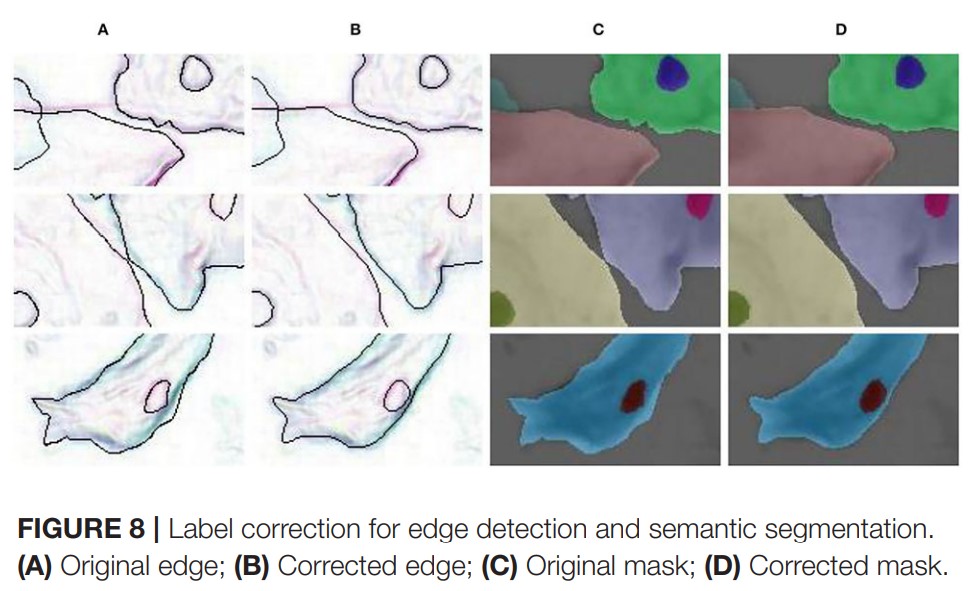 A B C D
FIGURE 8 | Label correction for edge detection and semantic segmentation.
(A) Original edge; (B) Corrected edge; (C) Original mask; (D) Corrected mask.